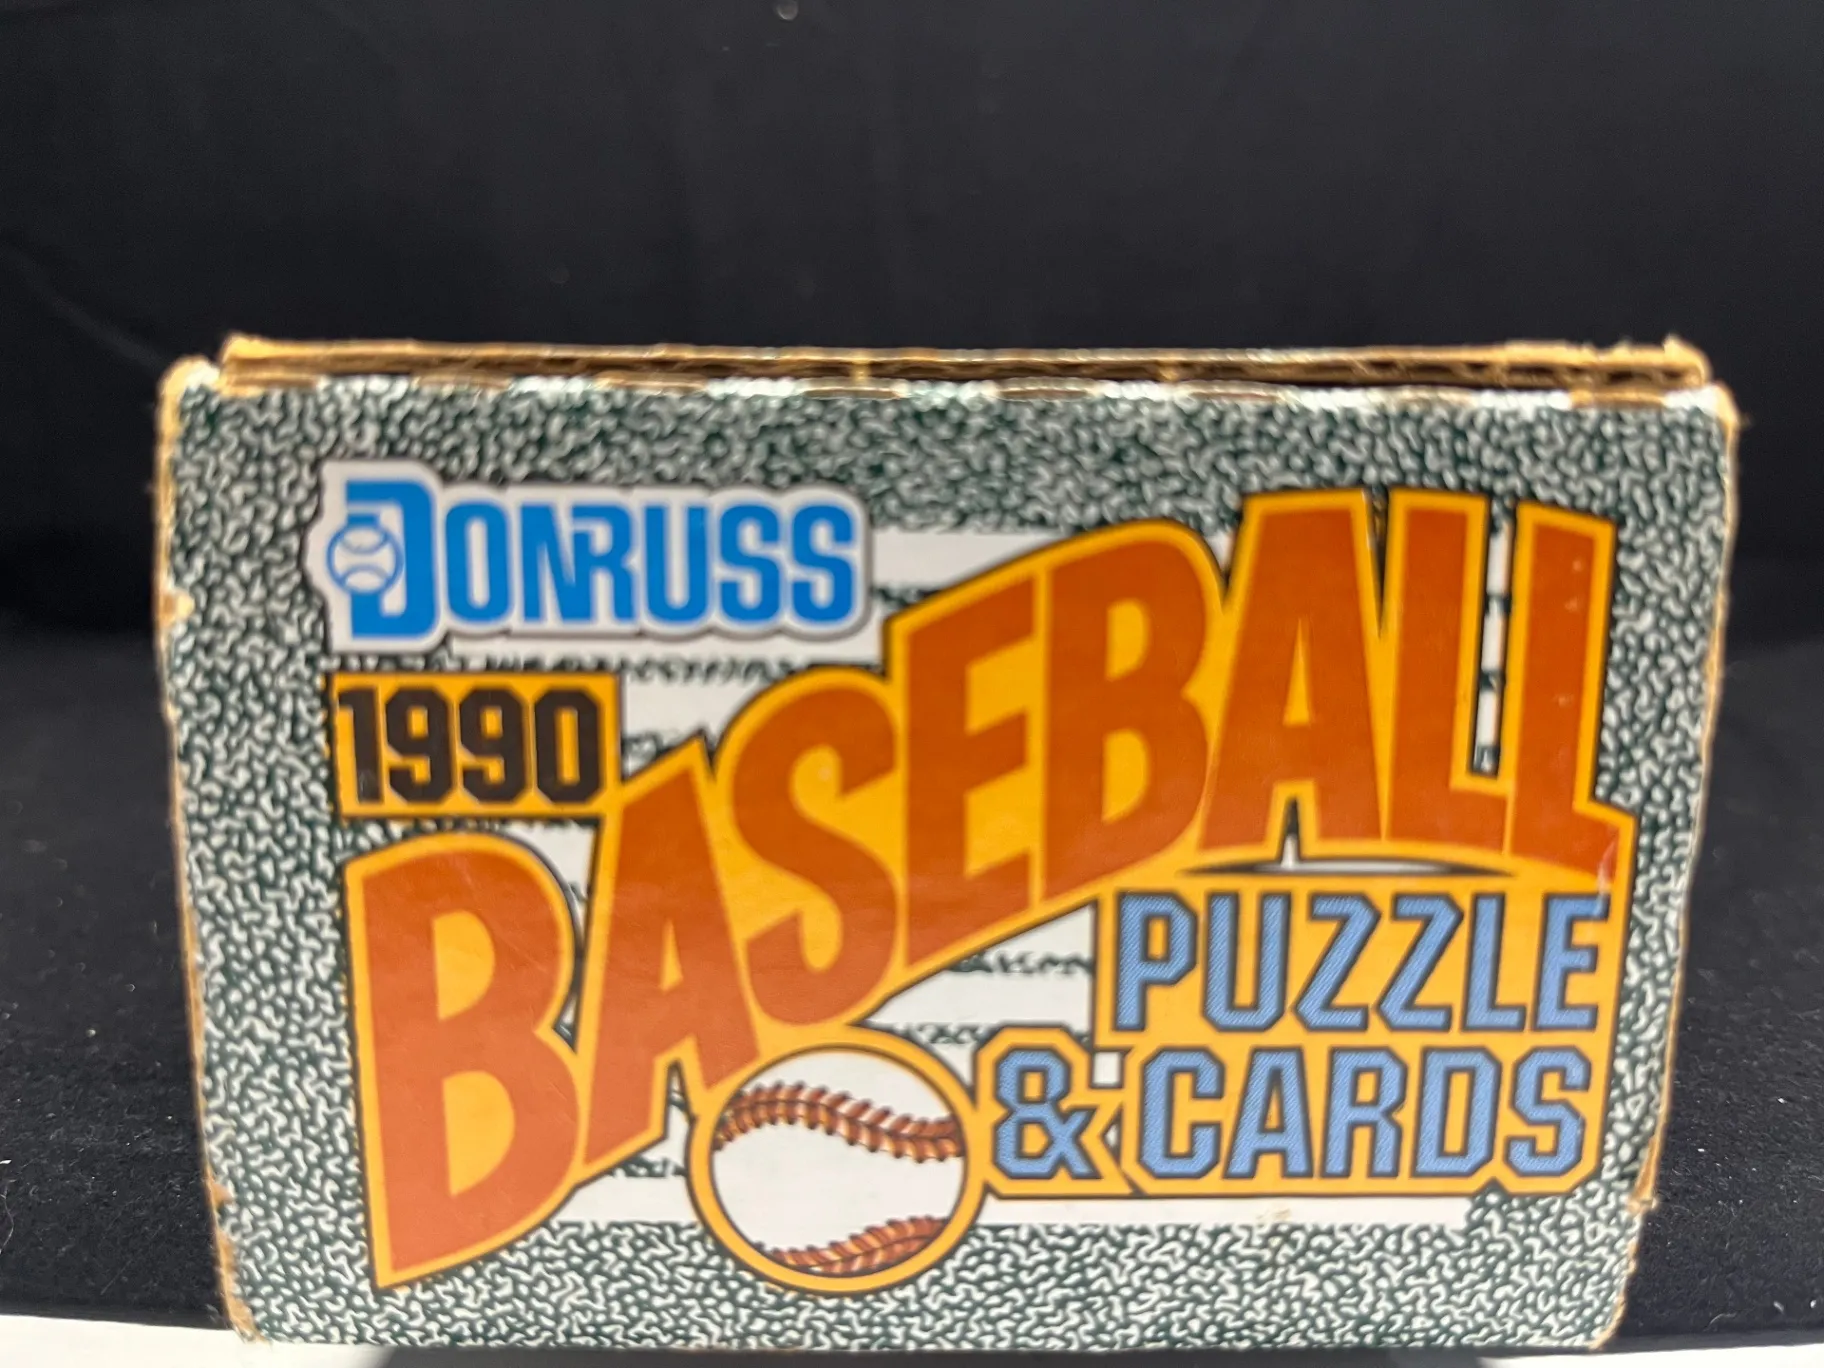 DONRUSS
1990
BASEBALL
PUZZLE
& CARDS